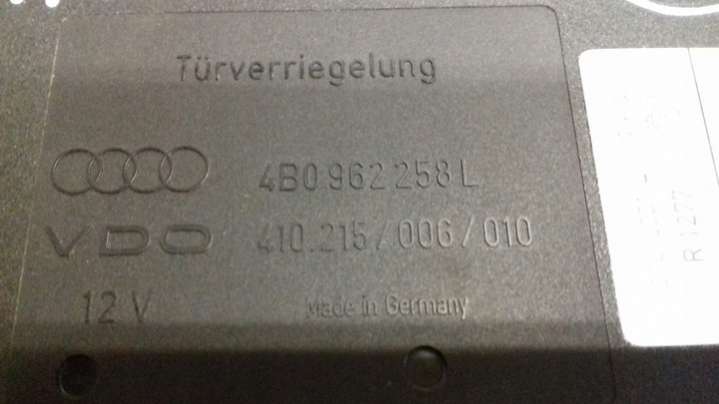 Türverriegelung
4B0 962 258 L
VDO 410.215/006/010
12 V Made in Germany